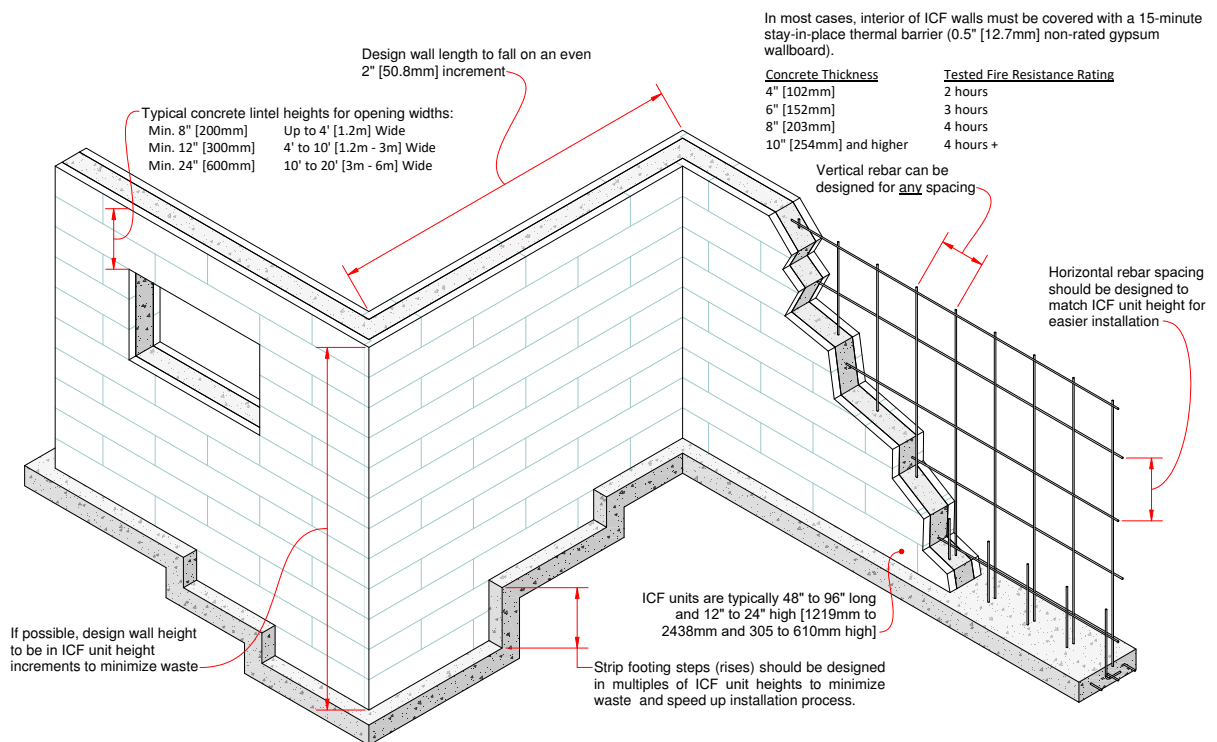 In most cases, interior of ICF walls must be covered with a 15-minute
stay-in-place thermal barrier (0.5" [12.7mm] non-rated gypsum
wallboard).
Concrete Thickness Tested Fire Resistance Rating
4" [102mm] 2 hours
6" [152mm] 3 hours
8" [203mm] 4 hours
10" [254mm] and higher 4 hours +
Design wall length to fall on an even
2" [50.8mm] increment
Typical concrete lintel heights for opening widths:
Min. 8" [200mm] Up to 4' [1.2m] Wide
Min. 12" [300mm] 4' to 10' [1.2m - 3m] Wide
Min. 24" [600mm] 10' to 20' [3m - 6m] Wide
Vertical rebar can be
designed for any spacing
Horizontal rebar spacing
should be designed to
match ICF unit height for
easier installation
ICF units are typically 48" to 96" long
and 12" to 24" high [1219mm to
2438mm and 305 to 610mm high]
If possible, design wall height
to be in ICF unit height
increments to minimize waste
Strip footing steps (rises) should be designed
in multiples of ICF unit heights to minimize
waste and speed up installation process.